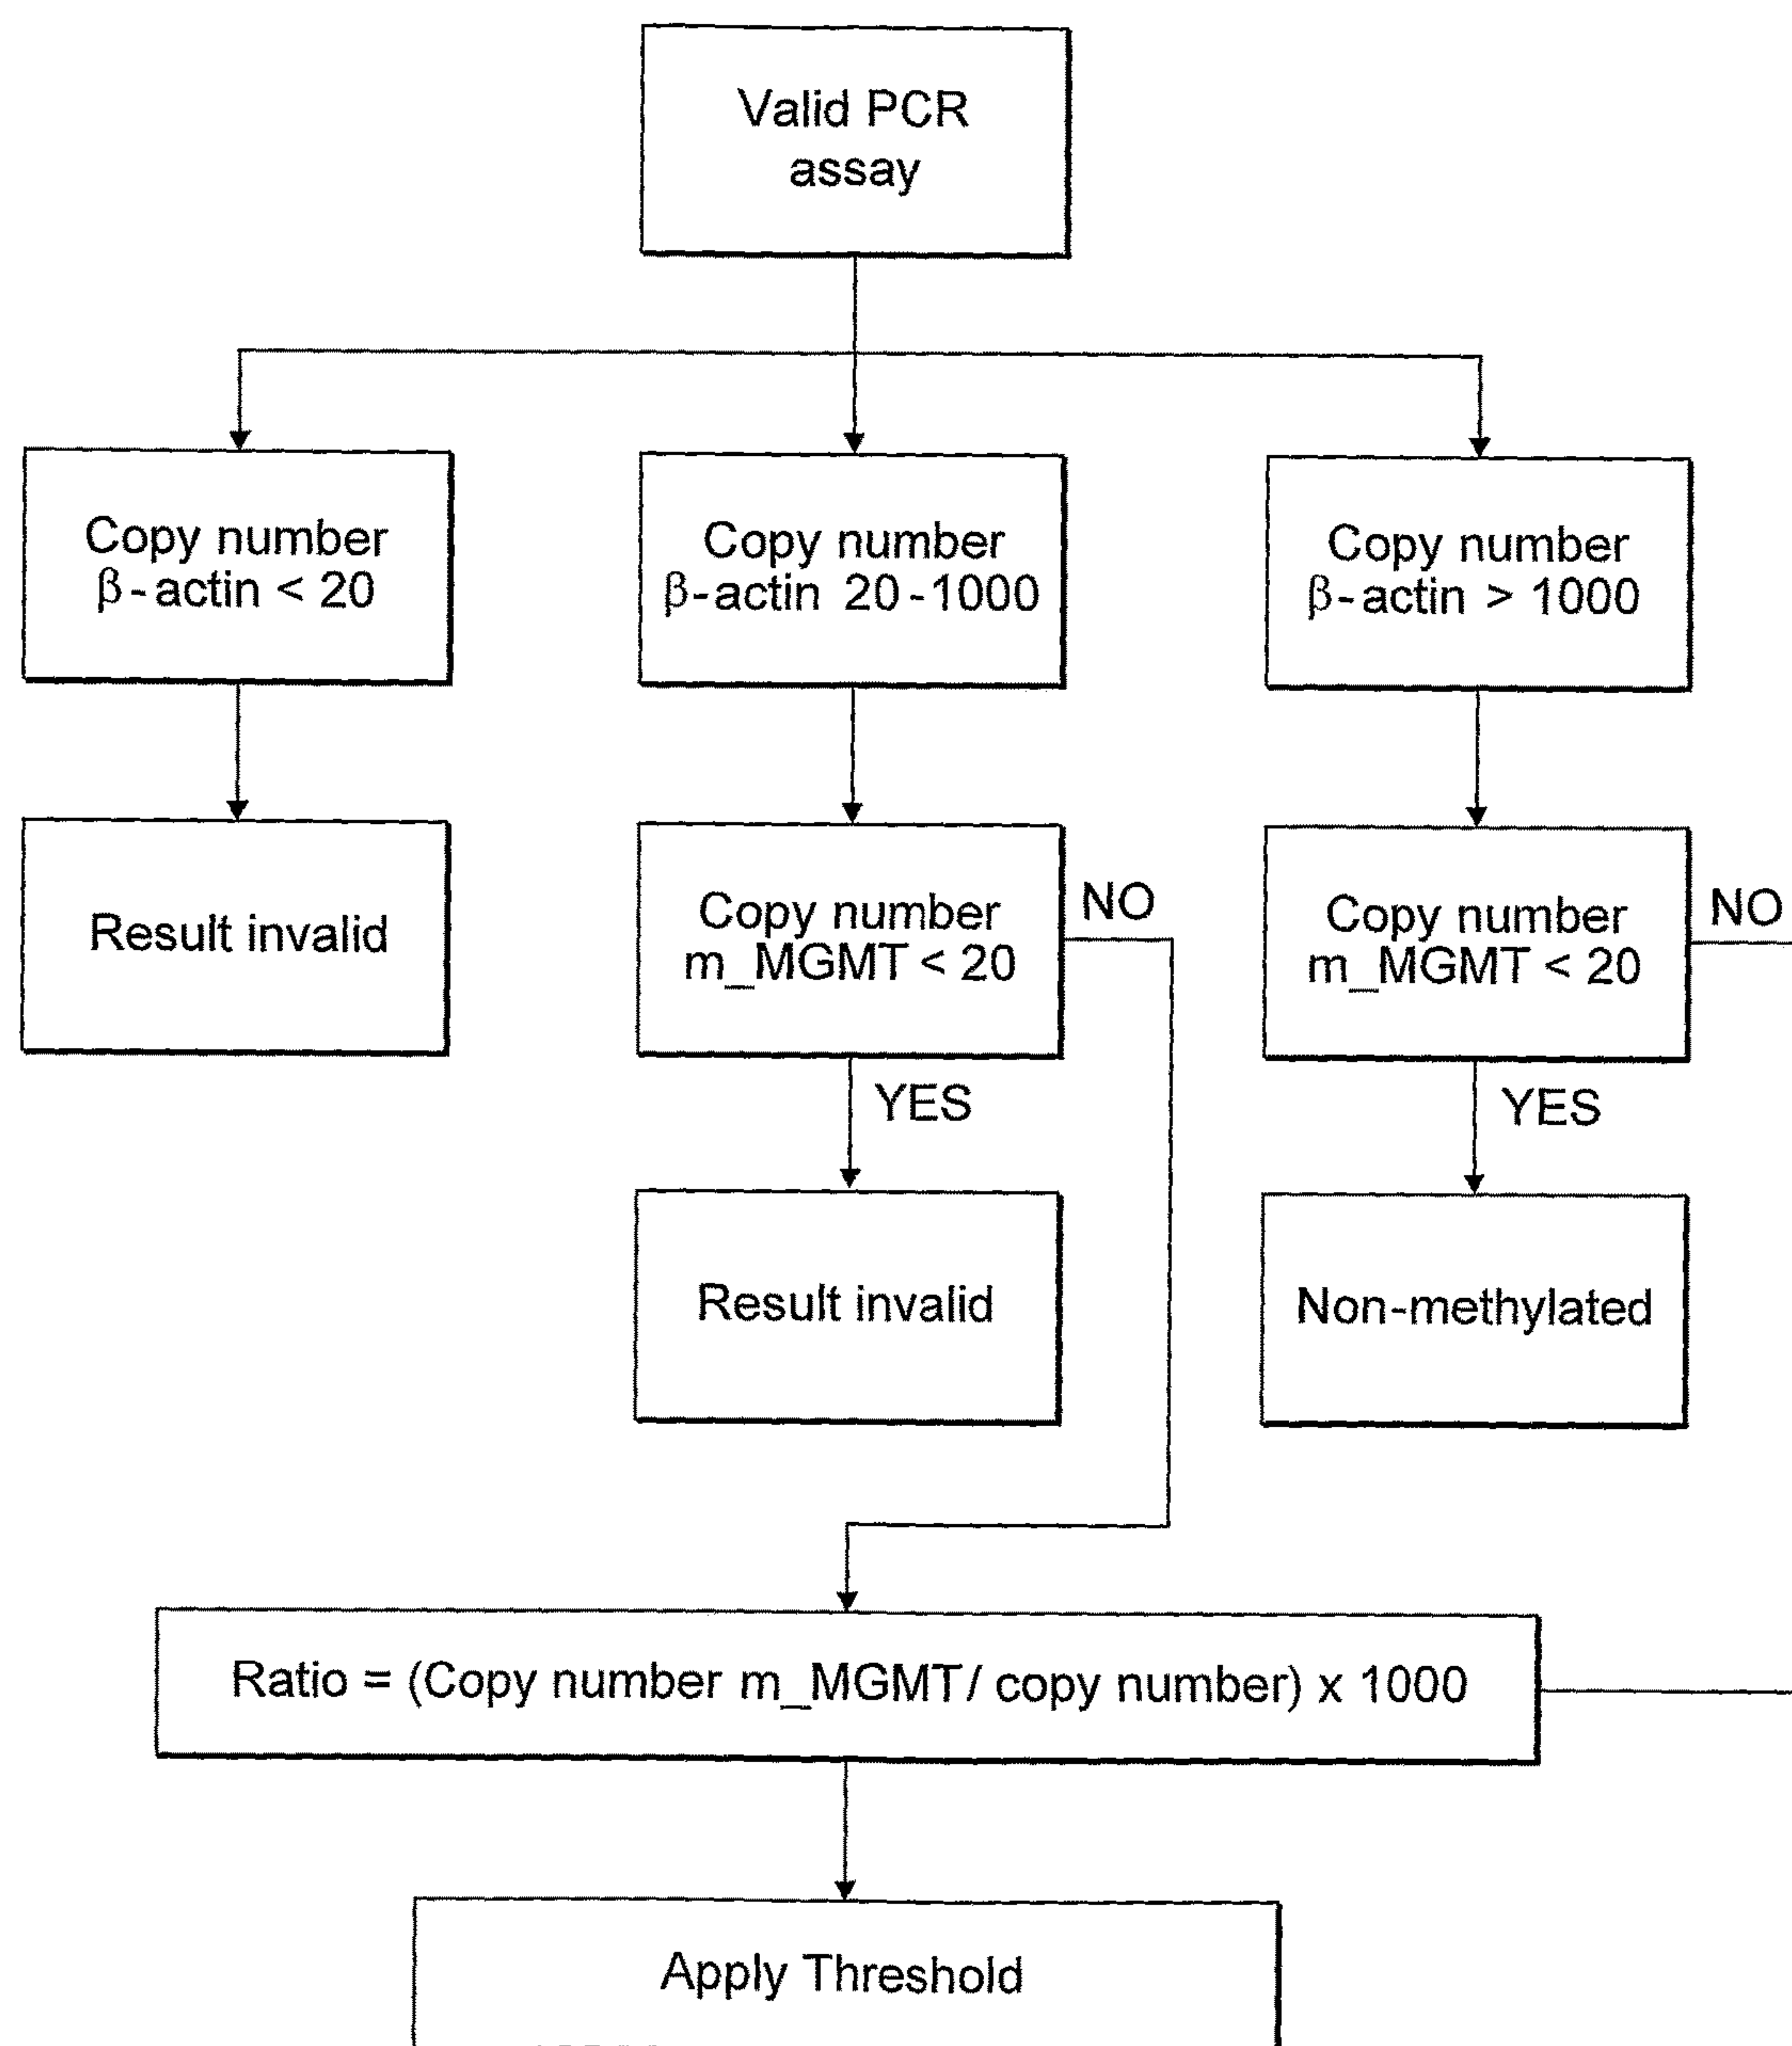 Valid PCR
assay
Copy number
β-actin < 20
Copy number
β-actin 20-1000
Copy number
β-actin > 1000
Result invalid
Copy number
m_MGMT < 20
NO
Copy number
m_MGMT < 20
NO
YES
YES
Result invalid
Non-methylated
Ratio = (Copy number m_MGMT/ copy number) x 1000
Apply Threshold